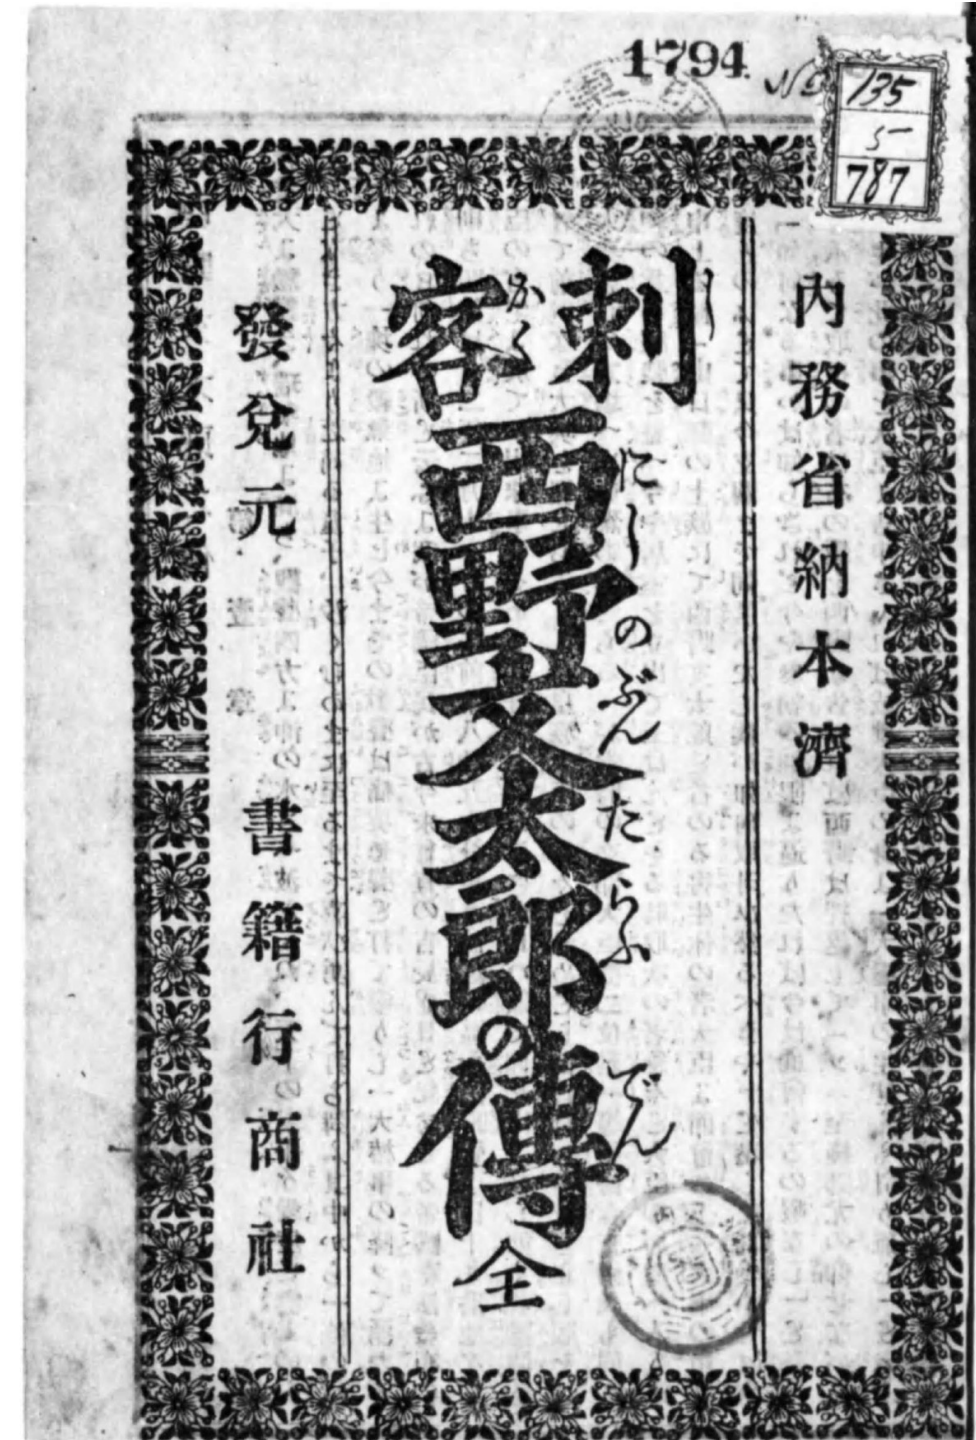 1794
135
5
787
內務省納本濟
刺客
西野文太郎の傳 全
しかく
にしのぶんたらふ でん
發兌元 書籍行商社